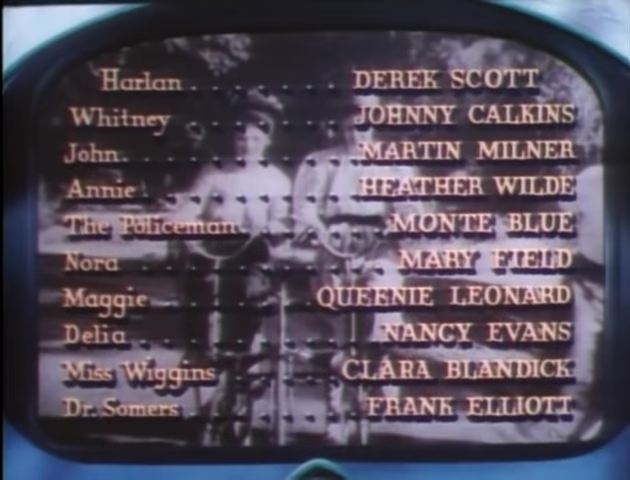 Harlan . . . . . . . . DEREK SCOTT
Whitney . . . . . . . . JOHNNY CALKINS
John . . . . . . . . MARTIN MILNER
Annie . . . . . . . . HEATHER WILDE
The Policeman . . . . . . . . MONTE BLUE
Nora . . . . . . . . MARY FIELD
Maggie . . . . . . . . QUEENIE LEONARD
Delia . . . . . . . . NANCY EVANS
Miss Wiggins . . . . . . . . CLARA BLANDICK
Dr. Somers . . . . . . . . FRANK ELLIOTT